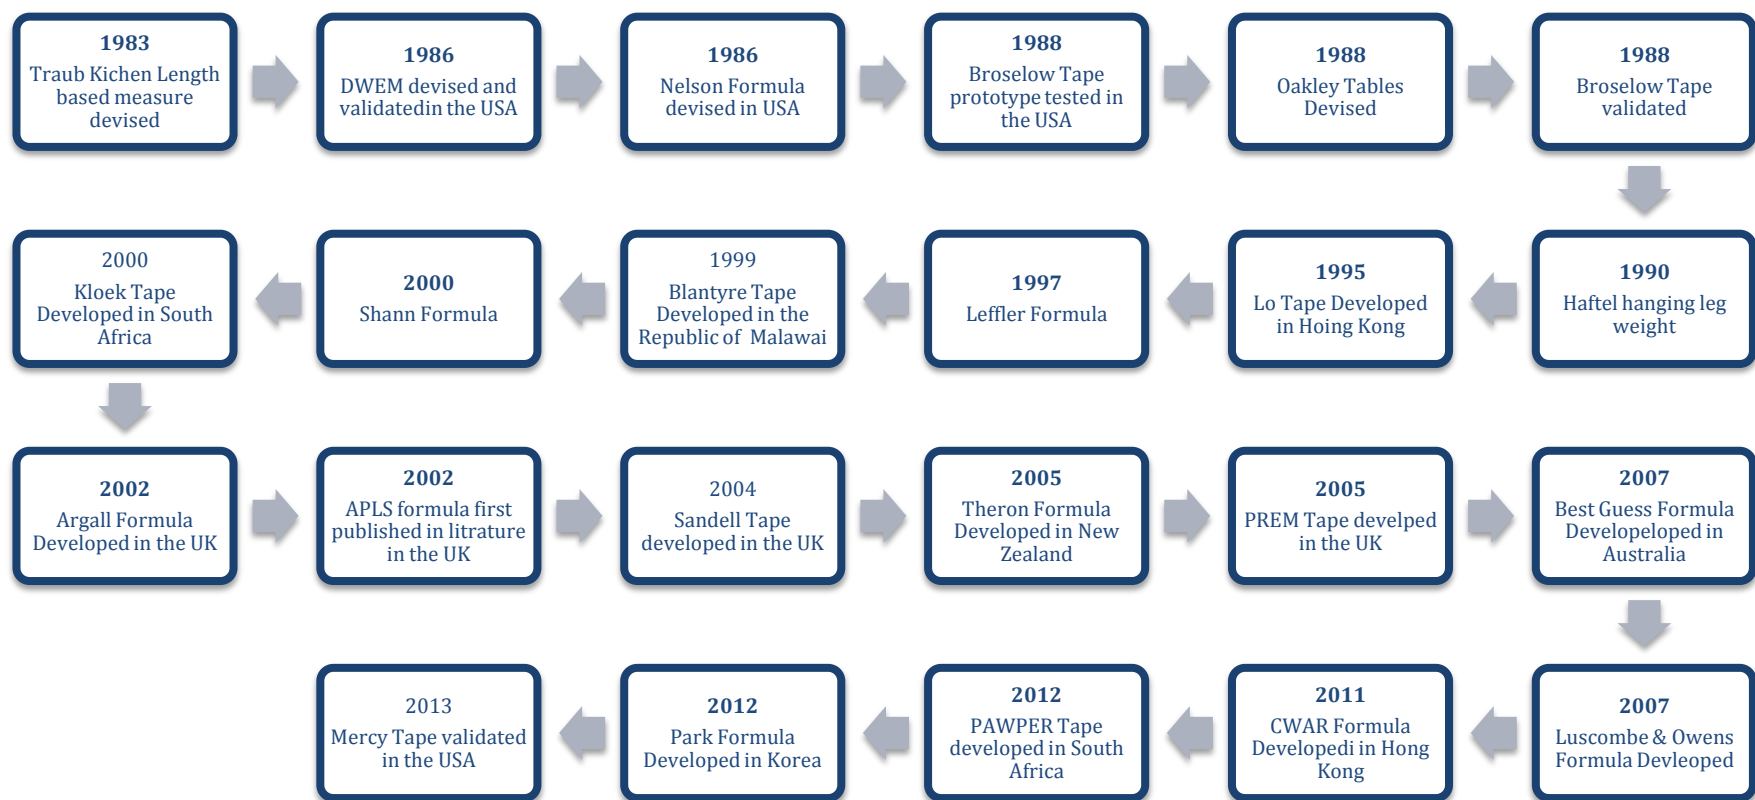 1983
Traub Kichen Length
based measure
devised
1986
DWEM devised and
validatedin the USA
1986
Nelson Formula
devised in USA
1988
Broselow Tape
prototype tested in
the USA
1988
Oakley Tables
Devised
1988
Broselow Tape
validated
1990
Haftel hanging leg
weight
1995
Lo Tape Developed
in Hoing Kong
1997
Leffler Formula
1999
Blantyre Tape
Developed in the
Republic of Malawai
2000
Shann Formula
2000
Kloek Tape
Developed in South
Africa
2002
Argall Formula
Developed in the UK
2002
APLS formula first
published in litrature
in the UK
2004
Sandell Tape
developed in the UK
2005
Theron Formula
Developed in New
Zealand
2005
PREM Tape develped
in the UK
2007
Best Guess Formula
Developeloped in
Australia
2007
Luscombe & Owens
Formula Devleoped
2011
CWAR Formula
Developedi in Hong
Kong
2012
PAWPER Tape
developed in South
Africa
2012
Park Formula
Developed in Korea
2013
Mercy Tape validated
in the USA